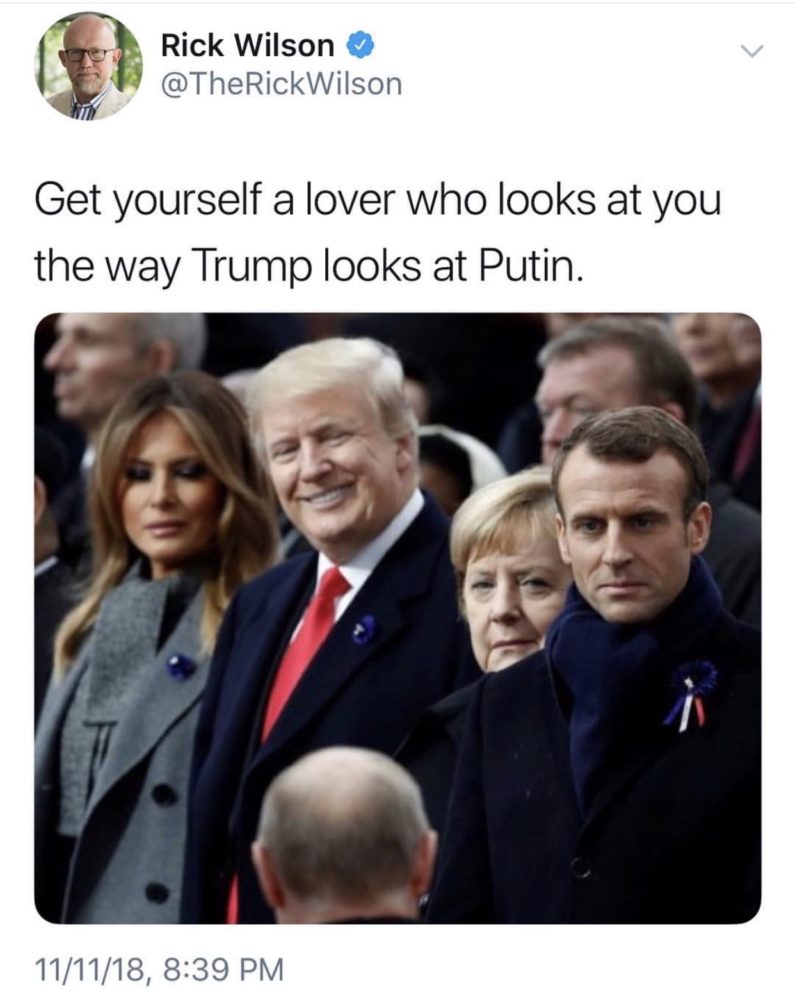 Rick Wilson
@TheRickWilson
Get yourself a lover who looks at you
the way Trump looks at Putin.
11/11/18, 8:39 PM